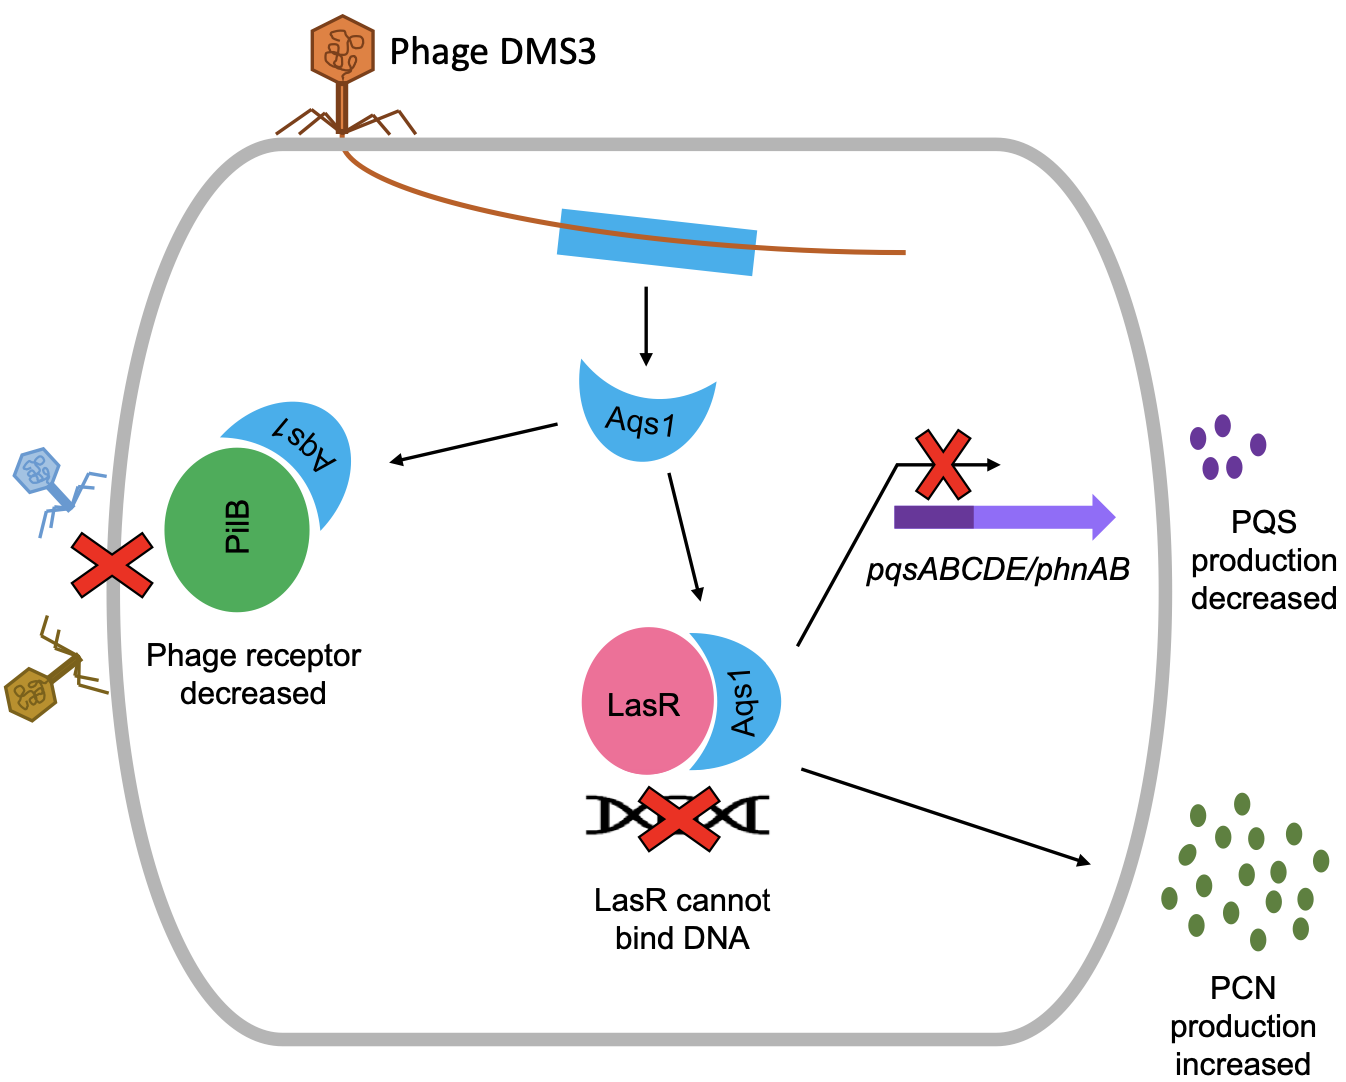 Phage DMS3
Aqs1
Aqs1
PilB
Phage receptor
decreased
LasR
Aqs1
LasR cannot
bind DNA
pqsABCDE/phnAB
PQS
production
decreased
PCN
production
increased